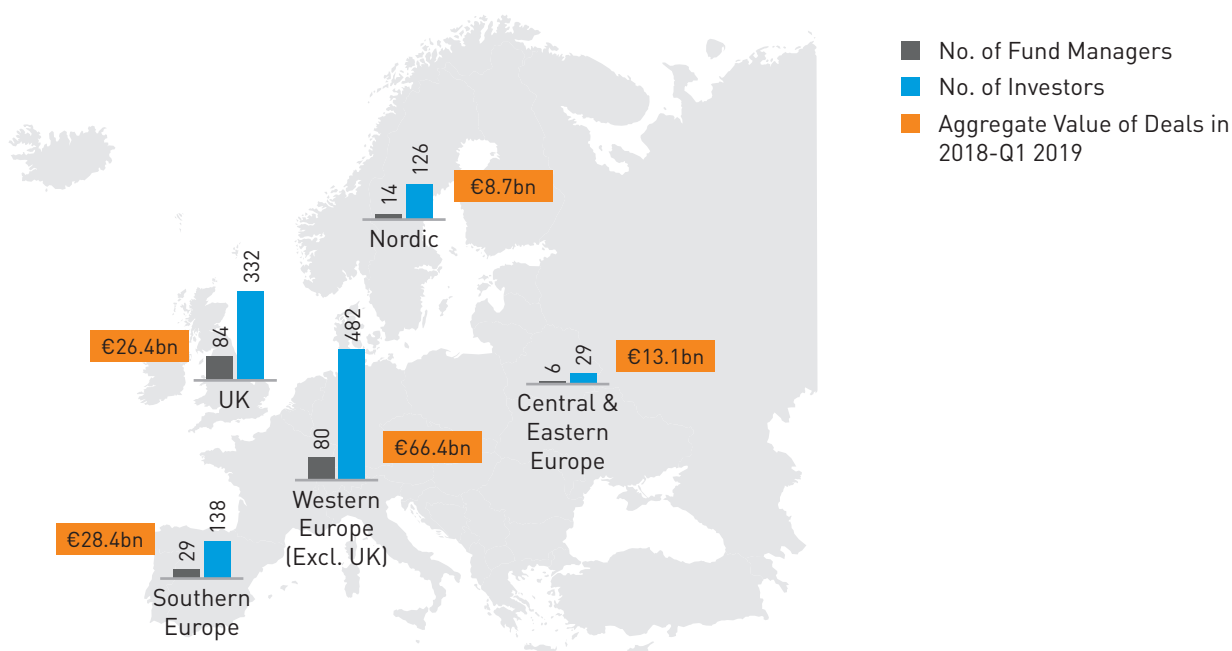 No. of Fund Managers
No. of Investors
Aggregate Value of Deals in
2018-Q1 2019
14
126
€8.7bn
Nordic
84
332
€26.4bn
UK
80
482
€66.4bn
Western
Europe
(Excl. UK)
6
29
€13.1bn
Central &
Eastern
Europe
29
138
€28.4bn
Southern
Europe